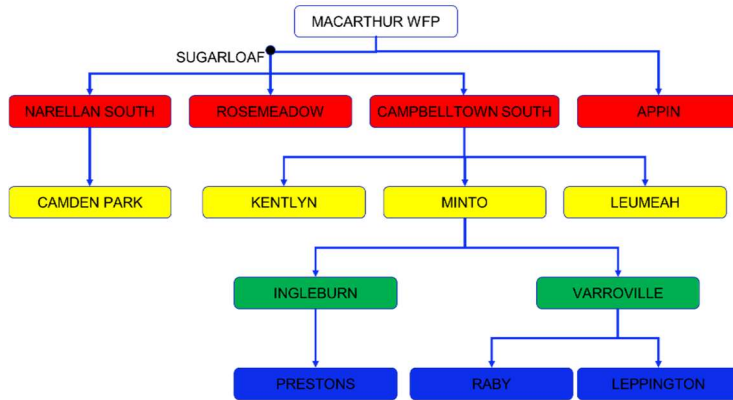 MACARTHUR WFP
SUGARLOAF
NARELLAN SOUTH
ROSEMEADOW
CAMPBELLTOWN SOUTH
APPIN
CAMDEN PARK
KENTLYN
MINTO
LEUMEAH
INGLEBURN
VARROVILLE
PRESTONS
RABY
LEPPINGTON